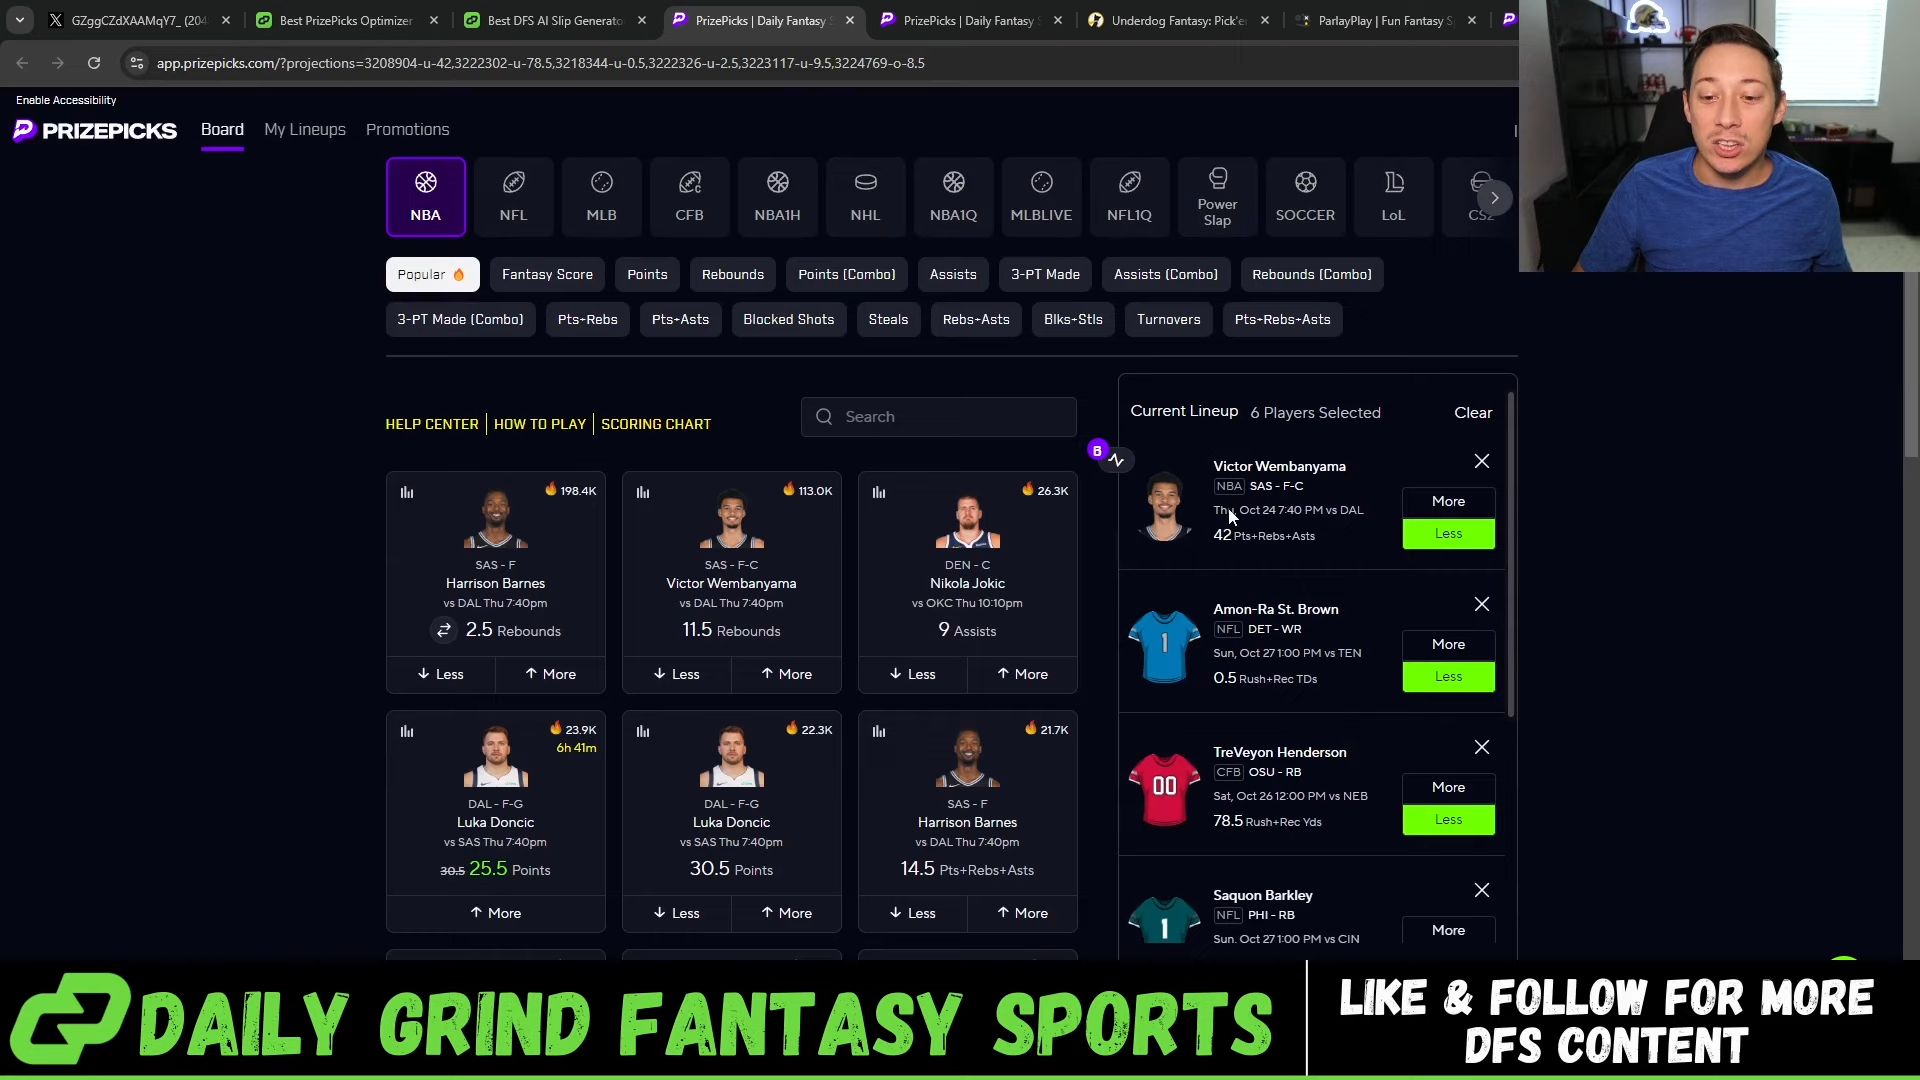 GZggCZdXAAMqY7_ (204
Best PrizePicks Optimizer
Best DFS AI Slip Generato
PrizePicks | Daily Fantasy S
PrizePicks | Daily Fantasy S
Underdog Fantasy: Pick'e
ParlayPlay | Fun Fantasy S
app.prizepicks.com/?projections=3208904-u-42,3222302-u-78.5,3218344-u-0.5,3222326-u-2.5,3223117-u-9.5,3224769-o-8.5
Enable Accessibility
PRIZEPICKS
Board
My Lineups
Promotions
NBA
NFL
MLB
CFB
NBA1H
NHL
NBA1Q
MLBLIVE
NFL1Q
Power
Slap
SOCCER
LoL
CS2
Popular
Fantasy Score
Points
Rebounds
Points (Combo)
Assists
3-PT Made
Assists (Combo)
Rebounds (Combo)
3-PT Made (Combo)
Pts+Rebs
Pts+Asts
Blocked Shots
Steals
Rebs+Asts
Blks+Stls
Turnovers
Pts+Rebs+Asts
HELP CENTER
HOW TO PLAY
SCORING CHART
Search
198.4K
SAS - F
Harrison Barnes
vs DAL Thu 7:40pm
2.5 Rebounds
Less
More
113.0K
SAS - F-C
Victor Wembanyama
vs DAL Thu 7:40pm
11.5 Rebounds
Less
More
26.3K
DEN - C
Nikola Jokic
vs OKC Thu 10:10pm
9 Assists
Less
More
23.9K
6h 41m
DAL - F-G
Luka Doncic
vs SAS Thu 7:40pm
30.5 25.5 Points
More
22.3K
DAL - F-G
Luka Doncic
vs SAS Thu 7:40pm
30.5 Points
Less
More
21.7K
SAS - F
Harrison Barnes
vs DAL Thu 7:40pm
14.5 Pts+Rebs+Asts
Less
More
Current Lineup
6 Players Selected
Clear
6
Victor Wembanyama
NBA SAS - F-C
Thu, Oct 24 7:40 PM vs DAL
42 Pts+Rebs+Asts
More
Less
1
Amon-Ra St. Brown
NFL DET - WR
Sun, Oct 27 1:00 PM vs TEN
0.5 Rush+Rec TDs
More
Less
00
TreVeyon Henderson
CFB OSU - RB
Sat, Oct 26 12:00 PM vs NEB
78.5 Rush+Rec Yds
More
Less
1
Saquon Barkley
NFL PHI - RB
Sun, Oct 27 1:00 PM vs CIN
More
DAILY GRIND FANTASY SPORTS
LIKE & FOLLOW FOR MORE
DFS CONTENT